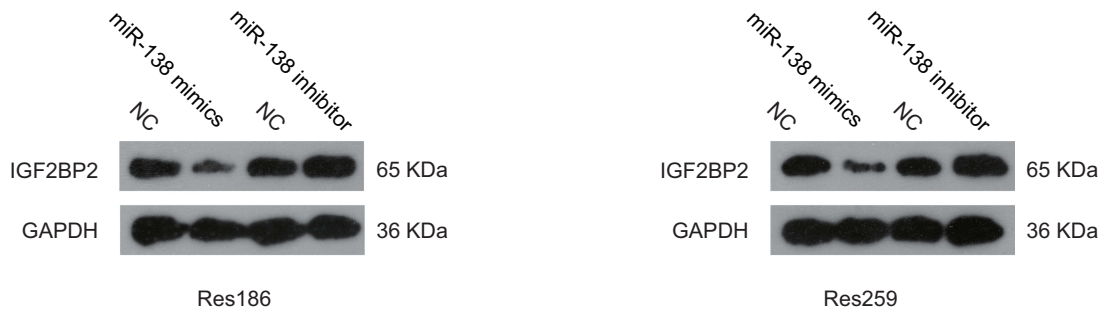 NC
miR-138 mimics
NC
miR-138 inhibitor
IGF2BP2
65 KDa
GAPDH
36 KDa
Res186
NC
miR-138 mimics
NC
miR-138 inhibitor
IGF2BP2
65 KDa
GAPDH
36 KDa
Res259